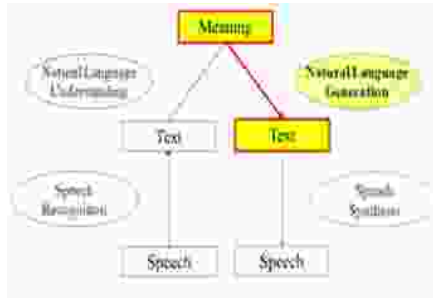 Meaning
Natural Language
Understanding
Natural Language
Generation
Text
Text
Speech
Recognition
Speech
Synthesis
Speech
Speech